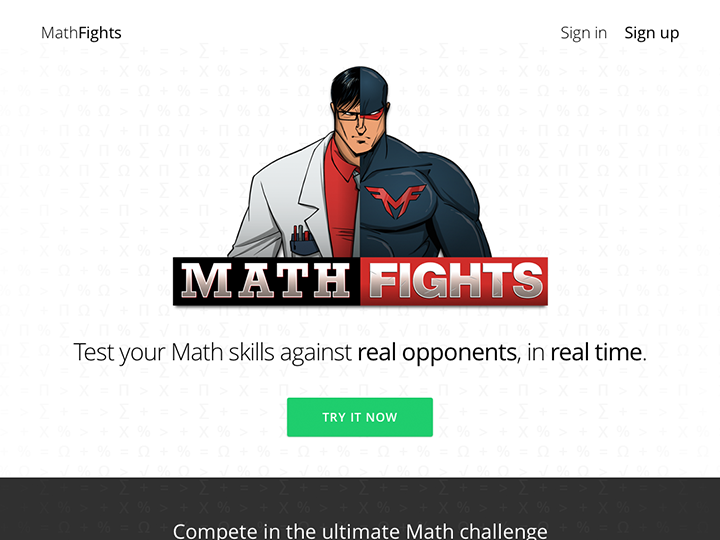 MathFights
Sign in Sign up
MF
MATH FIGHTS
Test your Math skills against real opponents, in real time.
TRY IT NOW
Compete in the ultimate Math challenge